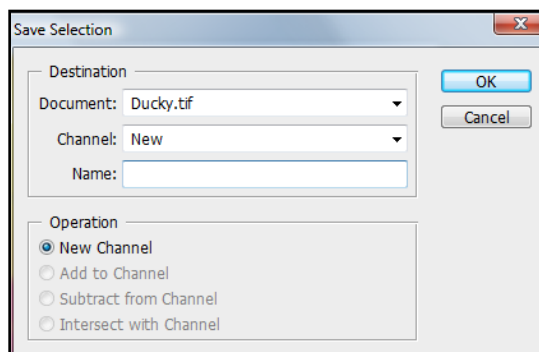 Save Selection
Destination
OK
Document: Ducky.tif
Cancel
Channel: New
Name:
Operation
New Channel
Add to Channel
Subtract from Channel
Intersect with Channel